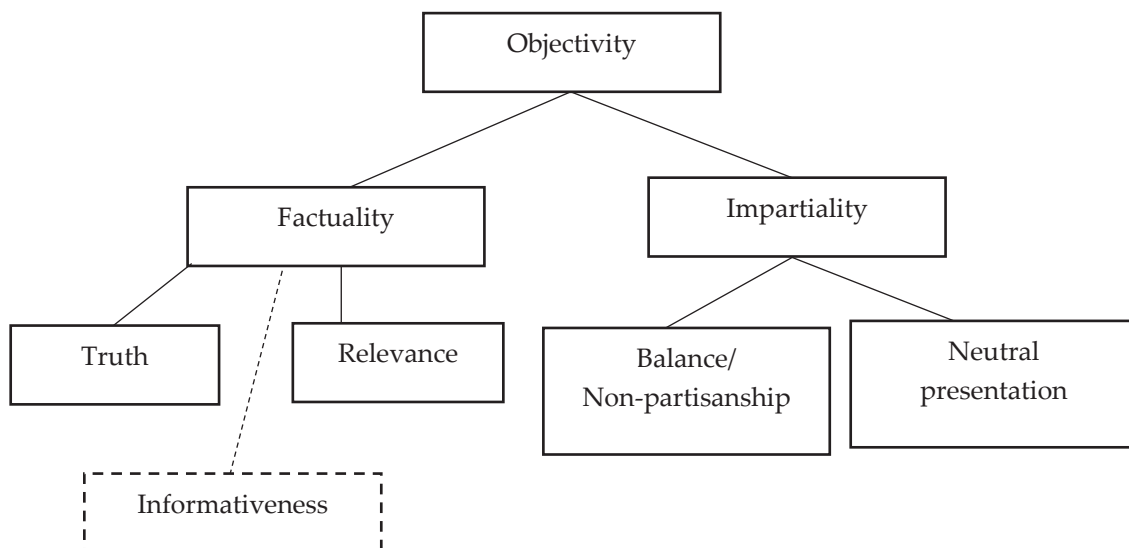 Objectivity
Factuality
Impartiality
Truth
Relevance
Balance/
Non-partisanship
Neutral
presentation
Informativeness